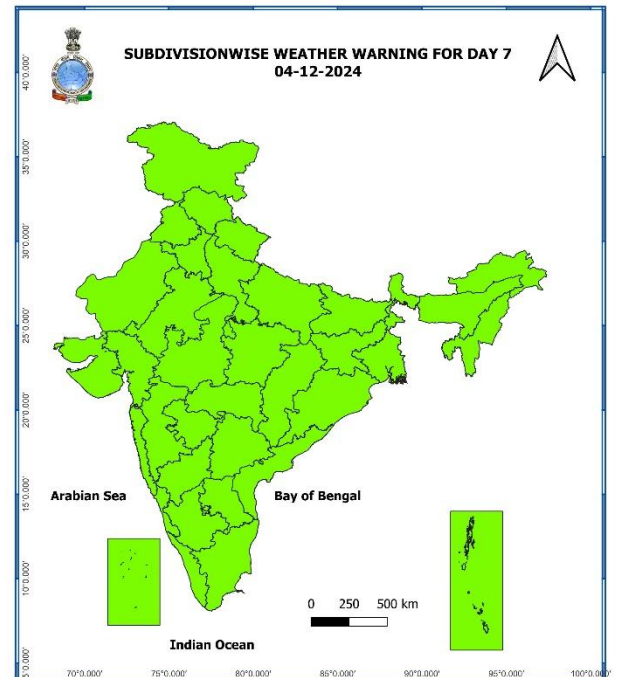 SUBDIVISIONWISE WEATHER WARNING FOR DAY 7
04-12-2024
40°0.000'
35°0.000'
30°0.000'
25°0.000'
20°0.000'
15°0.000'
10°0.000'
5°0.000'
Arabian Sea
Bay of Bengal
0 250 500 km
Indian Ocean
70°0.000' 75°0.000' 80°0.000' 85°0.000' 90°0.000' 95°0.000' 100°0.000'